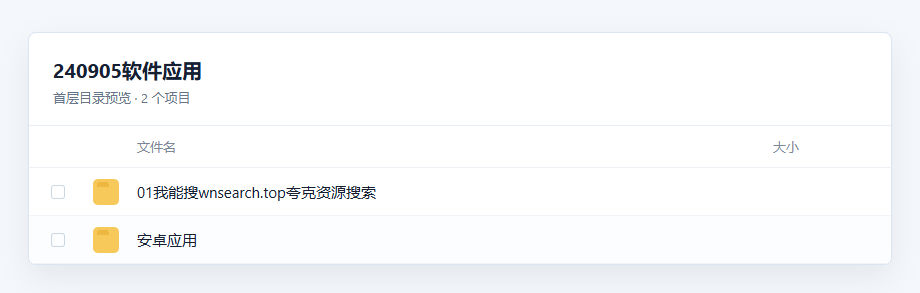 240905软件应用
首层目录预览 · 2 个项目
文件名 大小
01我能搜wnsearch.top夸克资源搜索
安卓应用